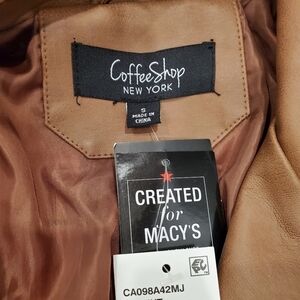 CoffeeShop
NEW YORK
S
MADE IN
CHINA
CREATED
for
MACY'S
CA098A42MJ